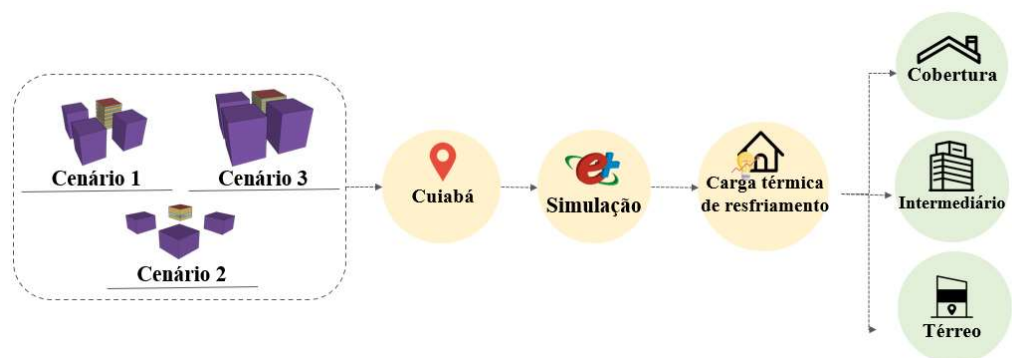 Cenário 1
Cenário 3
Cenário 2
Cuiabá
e+
Simulação
Carga térmica
de resfriamento
Cobertura
Intermediário
Térreo